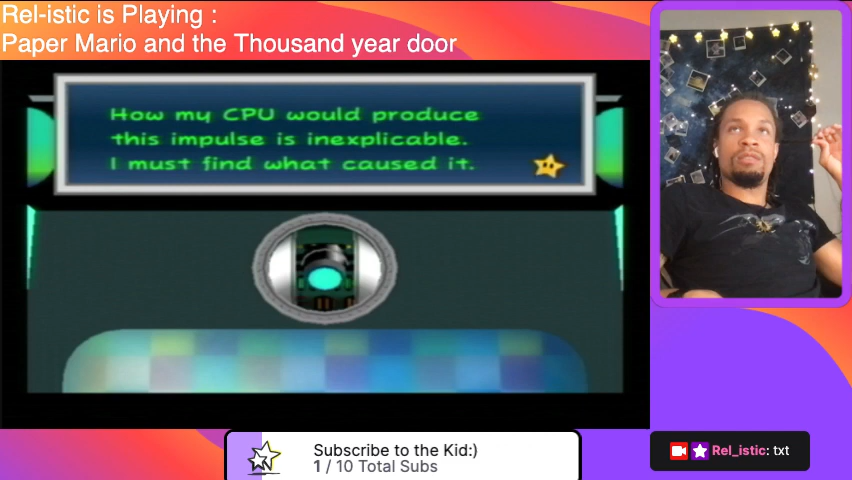 Rel-istic is Playing :
Paper Mario and the Thousand year door
How my CPU would produce
this impulse is inexplicable.
I must find what caused it.
Subscribe to the Kid:)
1 / 10 Total Subs
Rel_istic: txt